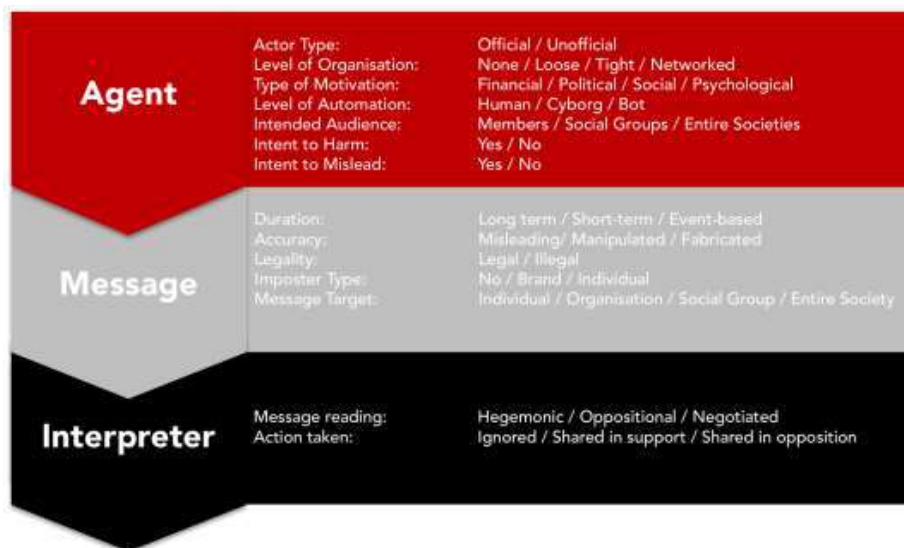 Agent
Actor Type: Official / Unofficial
Level of Organisation: None / Loose / Tight / Networked
Type of Motivation: Financial / Political / Social / Psychological
Level of Automation: Human / Cyborg / Bot
Intended Audience: Members / Social Groups / Entire Societies
Intent to Harm: Yes / No
Intent to Mislead: Yes / No
Message
Duration: Long term / Short-term / Event-based
Accuracy: Misleading/ Manipulated / Fabricated
Legality: Legal / Illegal
Imposter Type: No / Brand / Individual
Message Target: Individual / Organisation / Social Group / Entire Society
Interpreter
Message reading: Hegemonic / Oppositional / Negotiated
Action taken: Ignored / Shared in support / Shared in opposition